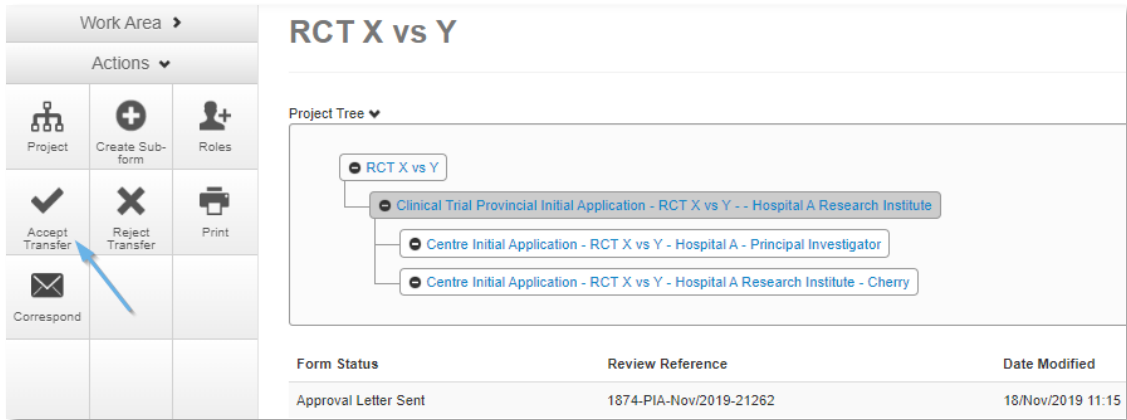 Work Area
RCT X vs Y
Actions
Project
Create Sub-
form
Roles
Accept
Transfer
Reject
Transfer
Print
Correspond
Project Tree
RCT X vs Y
Clinical Trial Provincial Initial Application - RCT X vs Y - - Hospital A Research Institute
Centre Initial Application - RCT X vs Y - Hospital A - Principal Investigator
Centre Initial Application - RCT X vs Y - Hospital A Research Institute - Cherry
Form Status Review Reference Date Modified
Approval Letter Sent 1874-PIA-Nov/2019-21262 18/Nov/2019 11:15